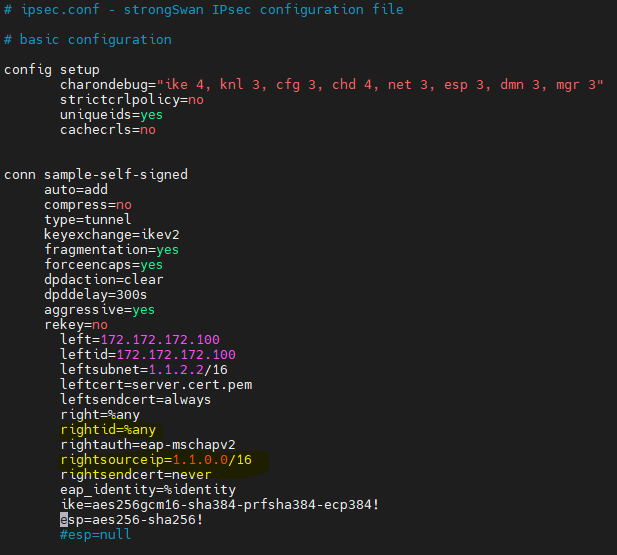 # ipsec.conf - strongSwan IPsec configuration file
# basic configuration
config setup
charondebug="ike 4, knl 3, cfg 3, chd 4, net 3, esp 3, dmn 3, mgr 3"
strictcrlpolicy=no
uniqueids=yes
cachecrls=no
conn sample-self-signed
auto=add
compress=no
type=tunnel
keyexchange=ikev2
fragmentation=yes
forceencaps=yes
dpdaction=clear
dpddelay=300s
aggressive=yes
rekey=no
left=172.172.172.100
leftid=172.172.172.100
leftsubnet=1.1.2.2/16
leftcert=server.cert.pem
leftsendcert=always
right=%any
rightid=%any
rightauth=eap-mschapv2
rightsourceip=1.1.0.0/16
rightsendcert=never
eap_identity=%identity
ike=aes256gcm16-sha384-prfsha384-ecp384!
esp=aes256-sha256!
#esp=null